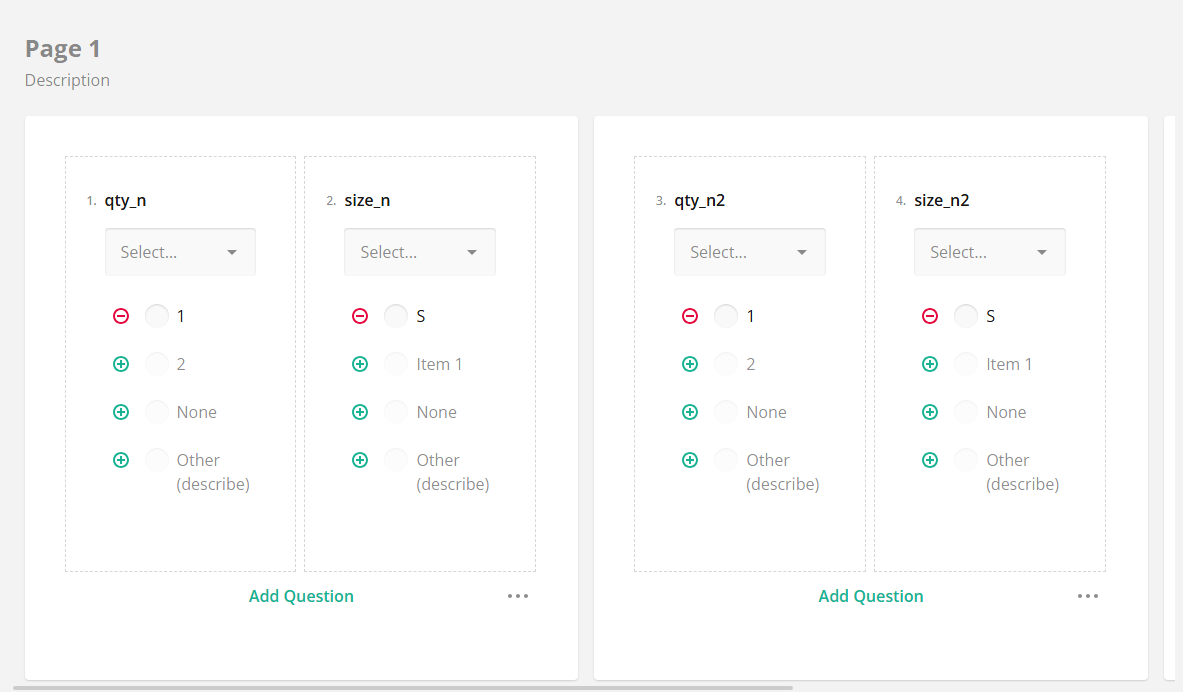 Page 1
Description
1. qty_n
Select...
1
2
None
Other
(describe)
2. size_n
Select...
S
Item 1
None
Other
(describe)
Add Question
3. qty_n2
Select...
1
2
None
Other
(describe)
4. size_n2
Select...
S
Item 1
None
Other
(describe)
Add Question